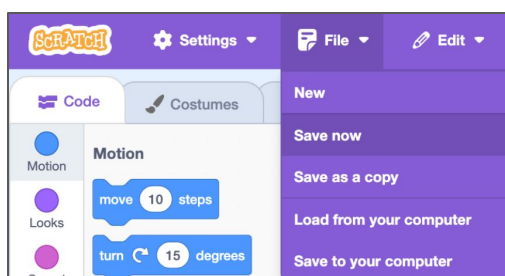 SCRATCH Settings File Edit
Code Costumes
New
Save now
Save as a copy
Load from your computer
Save to your computer
Motion
Looks
Motion
move 10 steps
turn 15 degrees